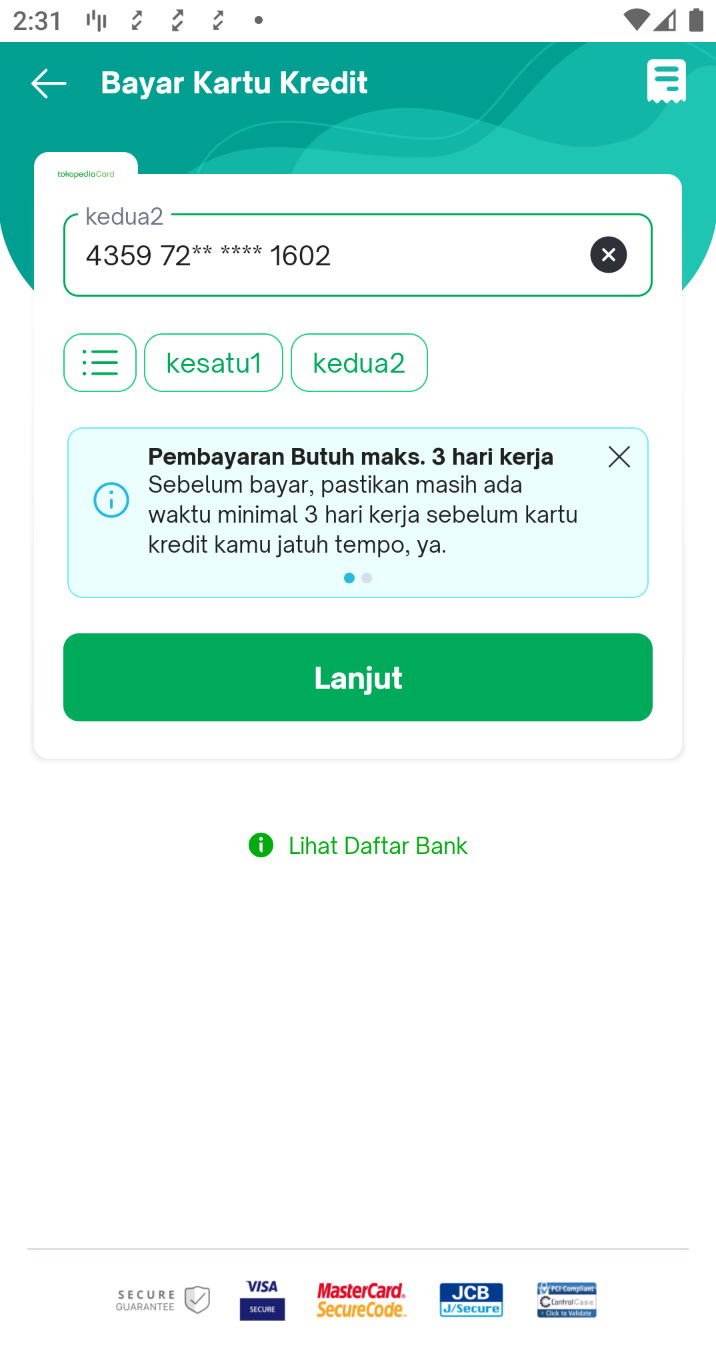 2:31
Bayar Kartu Kredit
tokopediaCard
kedua2
4359 72** **** 1602
kesatu1
kedua2
Pembayaran Butuh maks. 3 hari kerja
Sebelum bayar, pastikan masih ada
waktu minimal 3 hari kerja sebelum kartu
kredit kamu jatuh tempo, ya.
Lanjut
Lihat Daftar Bank
SECURE
GUARANTEE
VISA
SECURE
MasterCard.
SecureCode.
JCB
J/Secure
PCI Compliant
ControlCase
Click to Validate